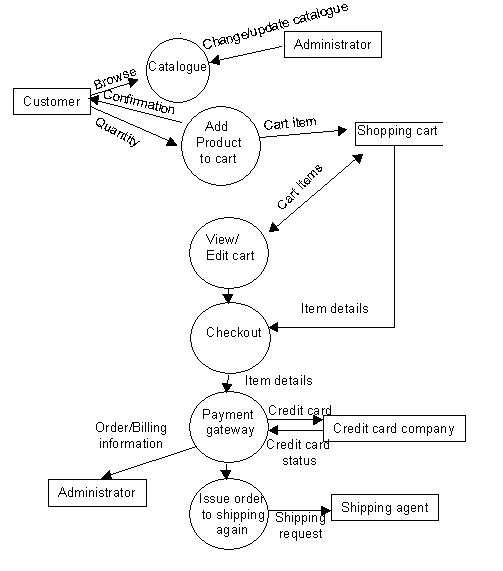 Change/update catalogue
Administrator
Catalogue
Browse
Customer
Confirmation
Quantity
Add
Product
to cart
Cart item
Shopping cart
Cart Items
View/
Edit cart
Item details
Checkout
Item details
Payment
gateway
Credit card
Credit card company
Credit card
status
Order/Billing
information
Administrator
Issue order
to shipping
again
Shipping
request
Shipping agent